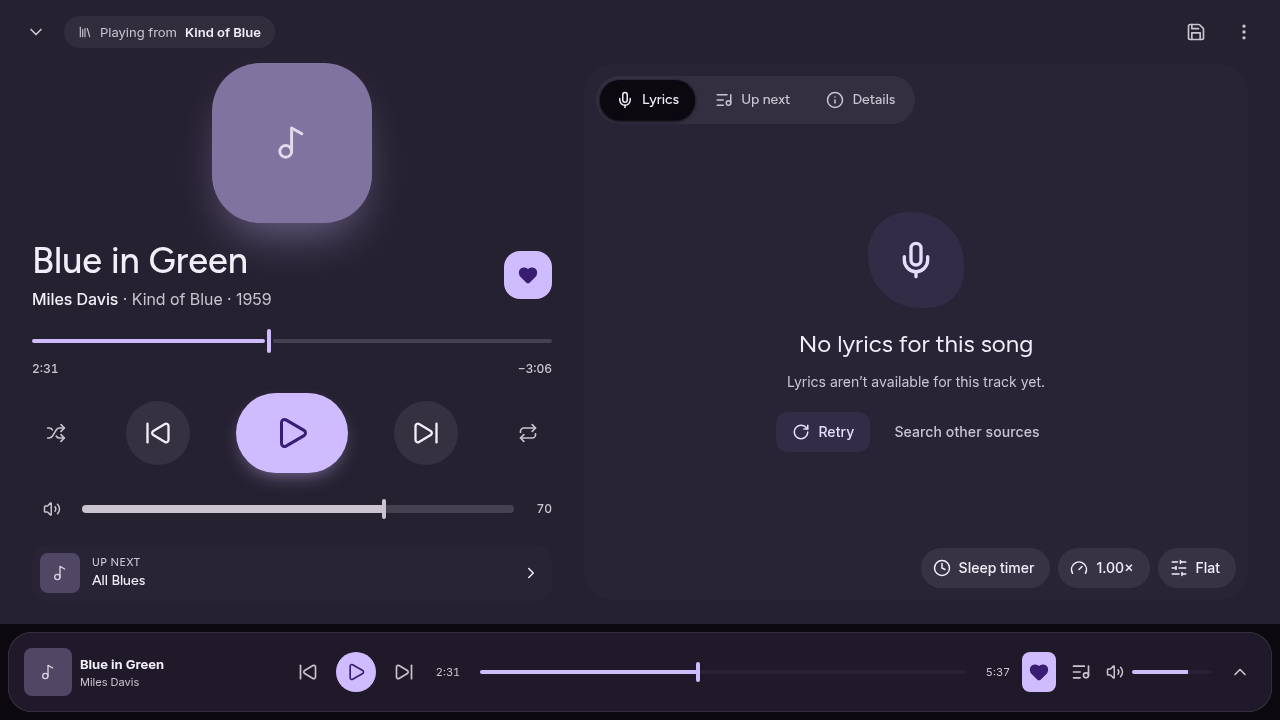 Playing from Kind of Blue
Blue in Green
Miles Davis · Kind of Blue · 1959
2:31
−3:06
70
UP NEXT
All Blues
Lyrics
Up next
Details
No lyrics for this song
Lyrics aren’t available for this track yet.
Retry
Search other sources
Sleep timer
1.00×
Flat
Blue in Green
Miles Davis
2:31
5:37